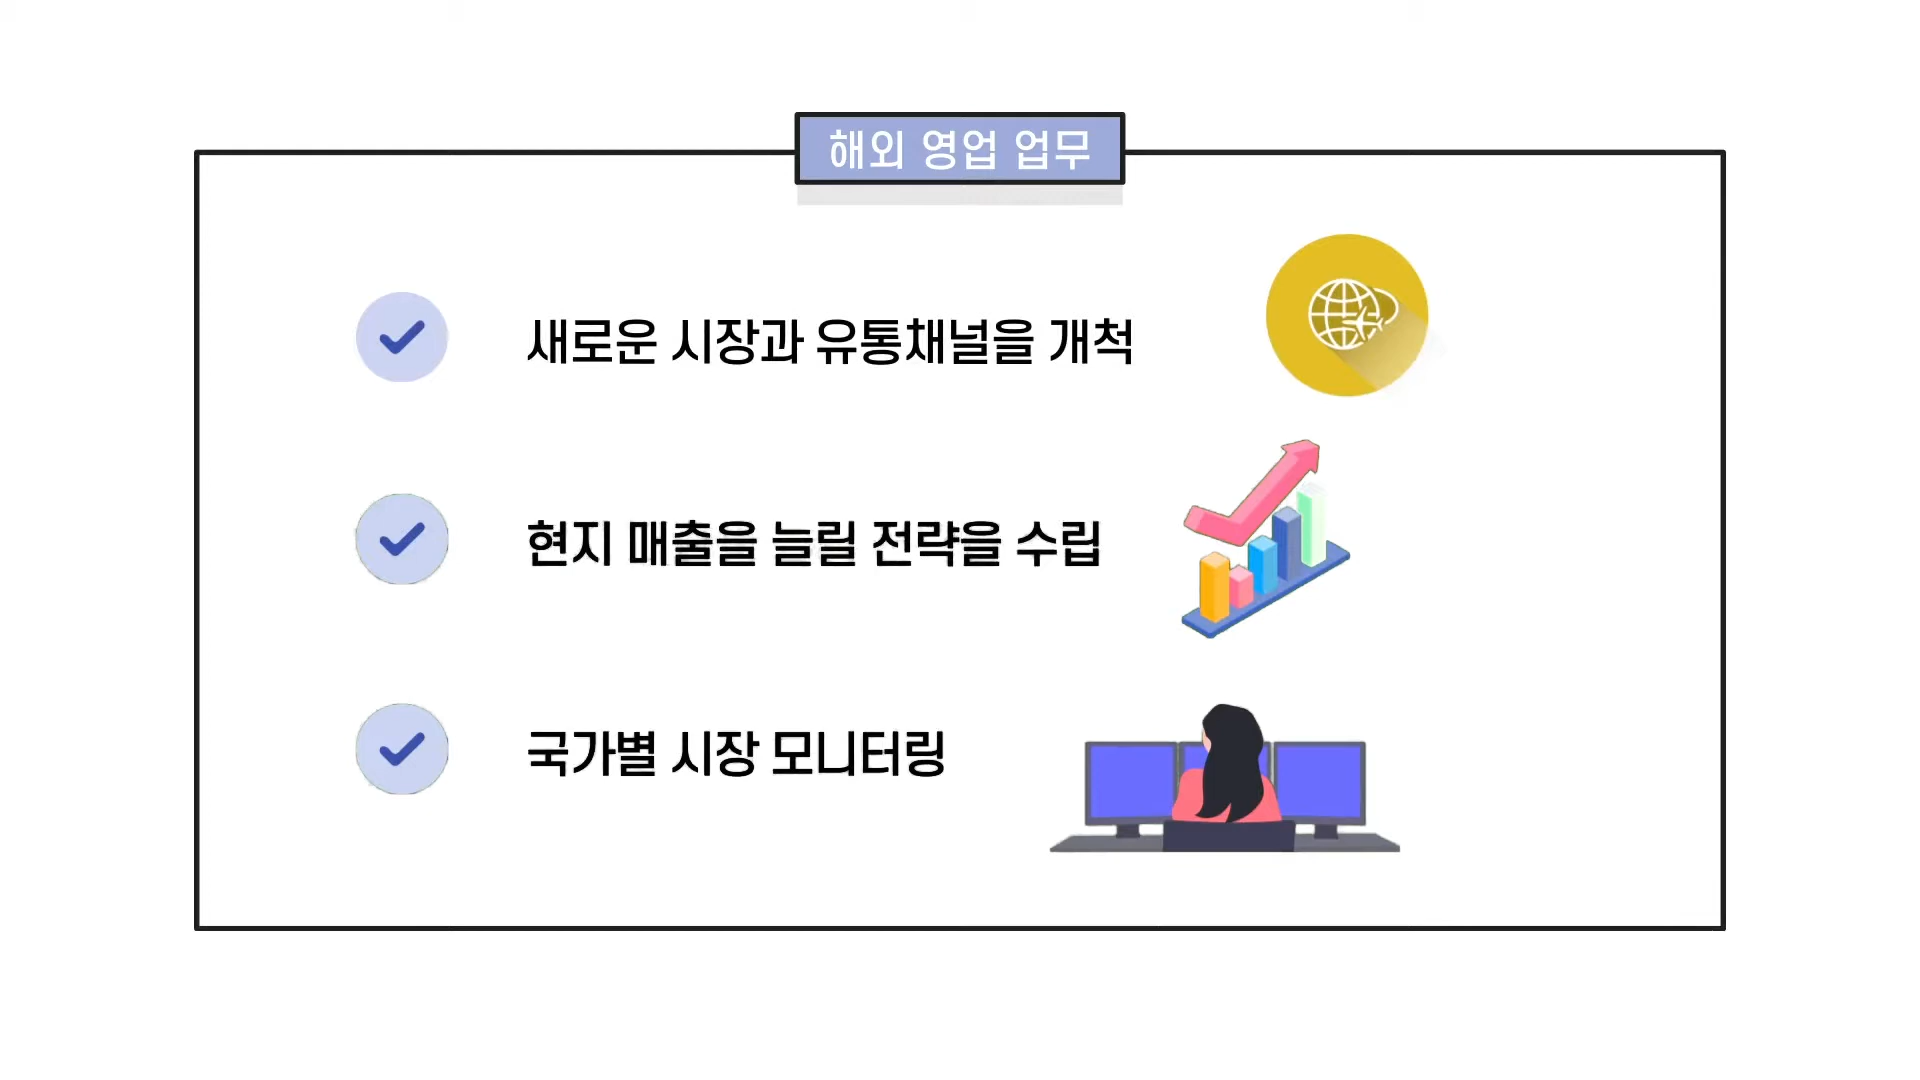 해외 영업 업무
새로운 시장과 유통채널을 개척
현지 매출을 늘릴 전략을 수립
국가별 시장 모니터링